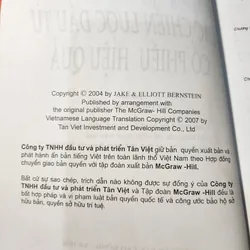 Copyright © 2004 by JAKE & ELLIOTT BERNSTEIN
Published by arrangement with
the original publisher The McGraw- Hill Companies
Vietnamese Language Translation Copyright © 2007 by
Tan Viet Investment and Development Co., Ltd
Công ty TNHH đầu tư và phát triển Tân Việt giữ bản quyền xuất bản và
phát hành ấn bản tiếng Việt trên toàn lãnh thổ Việt Nam theo Hợp đồng
chuyển giao bản quyền với tập đoàn xuất bản McGraw -Hill.
Bất cứ sự sao chép, trích dẫn nào không được sự đồng ý của Công ty
TNHH đầu tư và phát triển Tân Việt và Tập đoàn McGraw -Hill đều là
bất hợp pháp và vi phạm luật bản quyền quốc tế và công ước bảo hộ sở
hữu bản quyền, sở hữu trí tuệ.